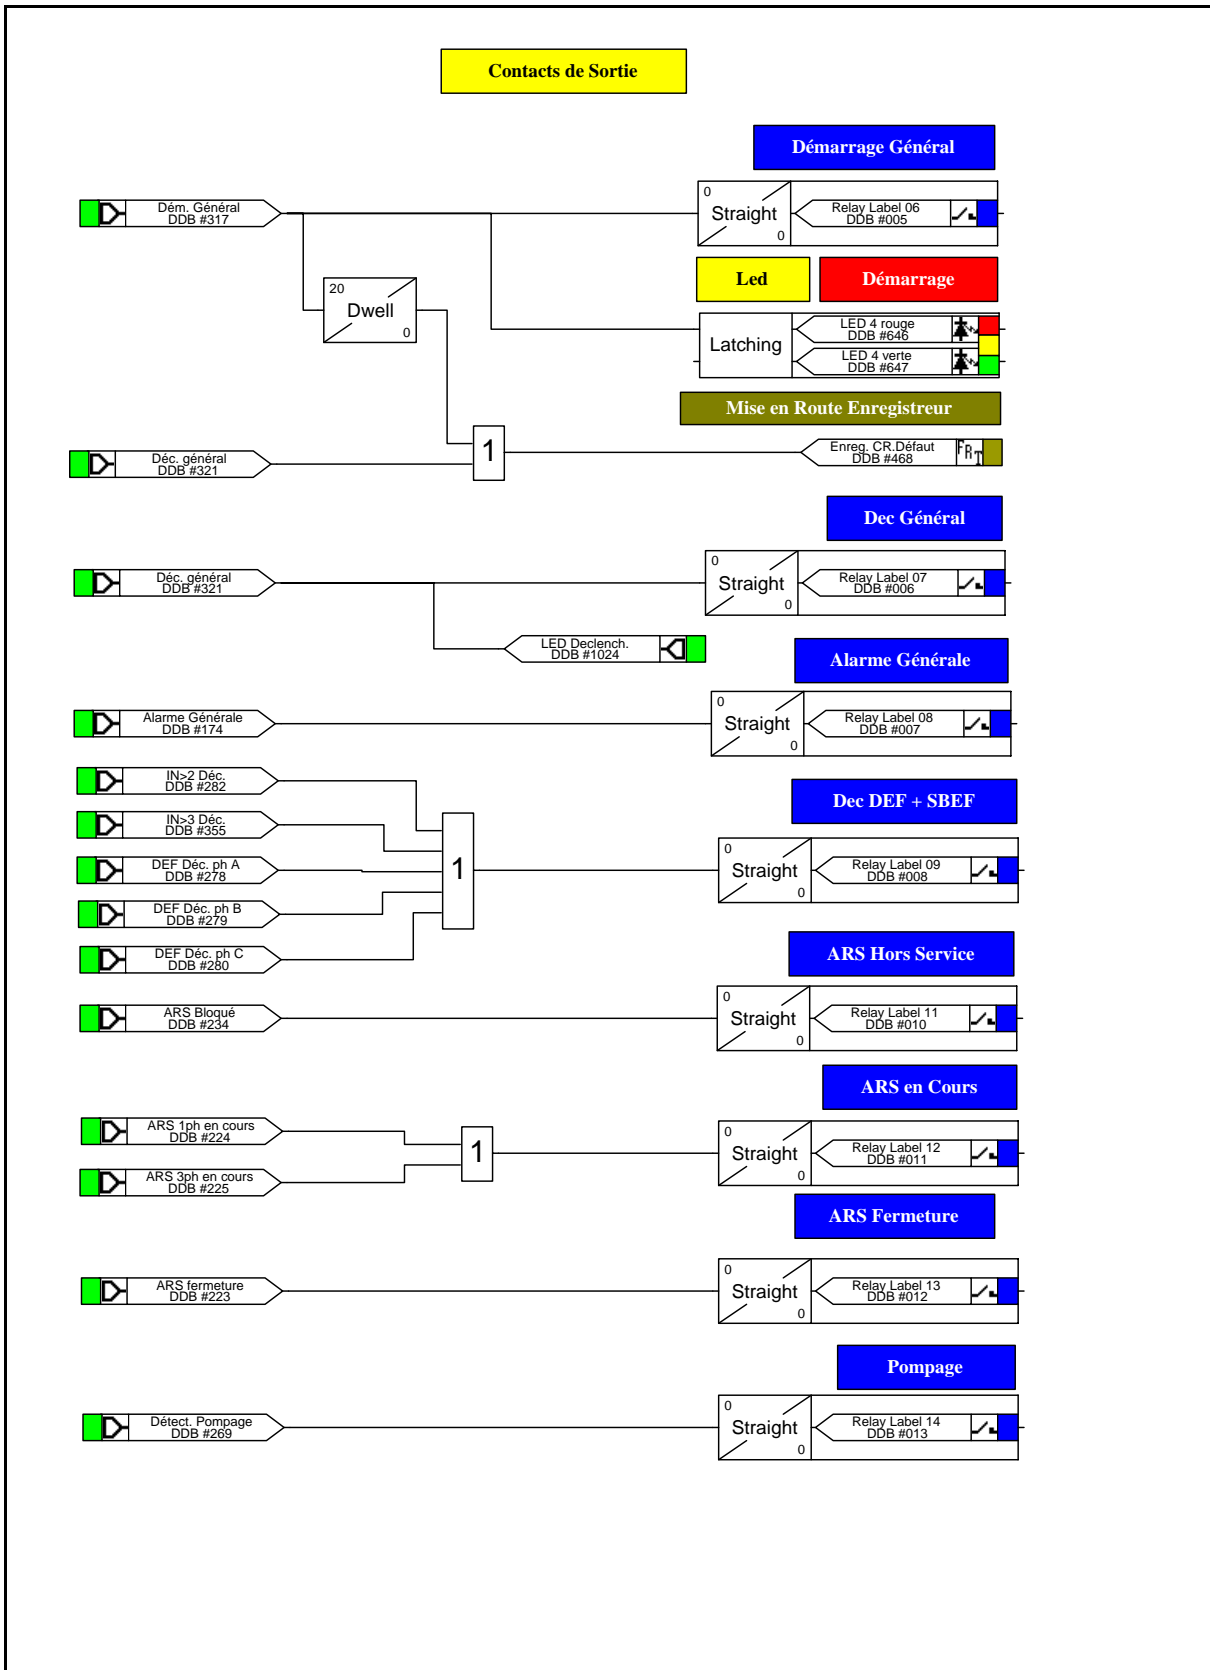 Contacts de Sortie
Démarrage Général
0
Dém. Général
DDB #317
Straight
Relay Label 06
DDB #005
0
Led
Démarrage
20
Dwell
0
LED 4 rouge
DDB #646
Latching
LED 4 verte
DDB #647
Mise en Route Enregistreur
1
Enreg. CR.Défaut
DDB #468
FRT
Déc. général
DDB #321
Dec Général
0
Déc. général
DDB #321
Straight
Relay Label 07
DDB #006
0
LED Declench.
DDB #1024
Alarme Générale
0
Alarme Générale
DDB #174
Straight
Relay Label 08
DDB #007
0
IN>2 Déc.
DDB #282
Dec DEF + SBEF
IN>3 Déc.
DDB #355
0
DEF Déc. ph A
DDB #278
1
Straight
Relay Label 09
DDB #008
0
DEF Déc. ph B
DDB #279
DEF Déc. ph C
DDB #280
ARS Hors Service
0
ARS Bloqué
DDB #234
Straight
Relay Label 11
DDB #010
0
ARS en Cours
ARS 1ph en cours
DDB #224
0
1
Straight
Relay Label 12
DDB #011
0
ARS 3ph en cours
DDB #225
ARS Fermeture
0
ARS fermeture
DDB #223
Straight
Relay Label 13
DDB #012
0
Pompage
0
Détect. Pompage
DDB #269
Straight
Relay Label 14
DDB #013
0